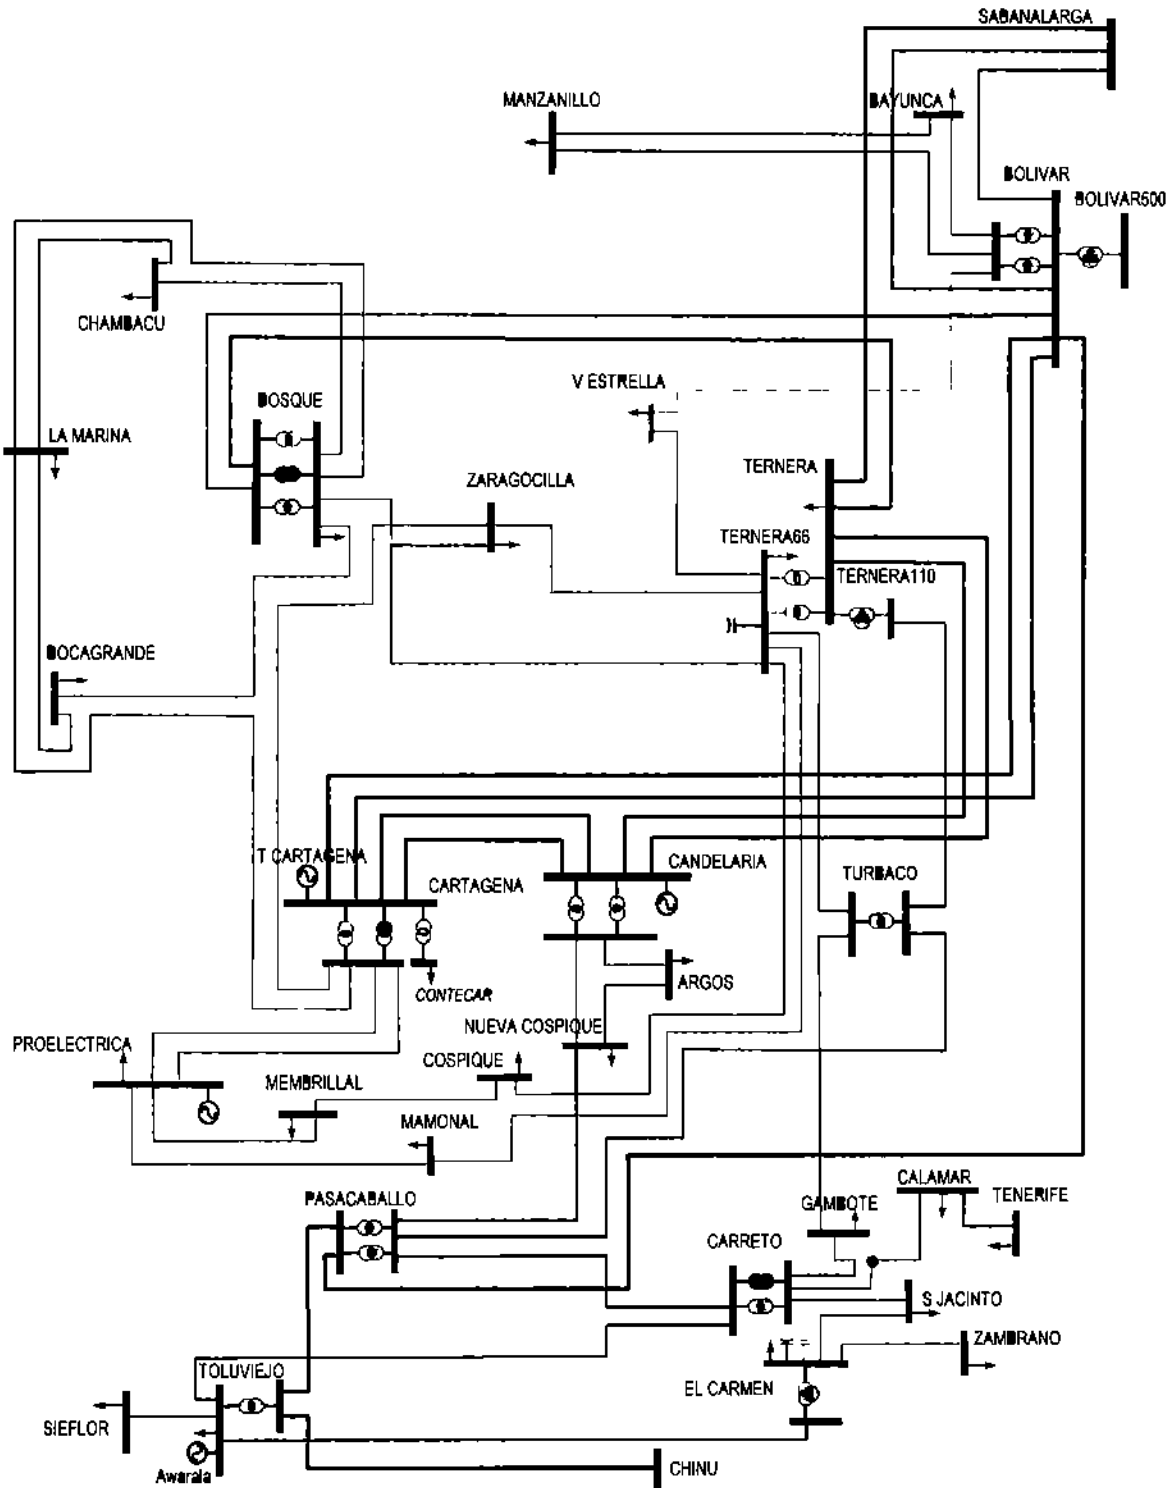 SABANALARGA
MANZANILLO
BAYUNCA
BOLIVAR
BOLIVAR500
CHAMBACU
V ESTRELLA
BOSQUE
LA MARINA
TERNERA
ZARAGOCILLA
TERNERA66
TERNERA110
BOCAGRANDE
T CARTAGENA
CANDELARIA
TURBACO
CARTAGENA
ARGOS
CONTECAR
NUEVA COSPIQUE
PROELECTRICA
COSPIQUE
MEMBRILLAL
MAMONAL
CALAMAR
PASACABALLO
GAMBOTE
TENERIFE
CARRETO
S JACINTO
ZAMBRANO
TOLUVIEJO
EL CARMEN
SIEFLOR
Awarala
CHINU